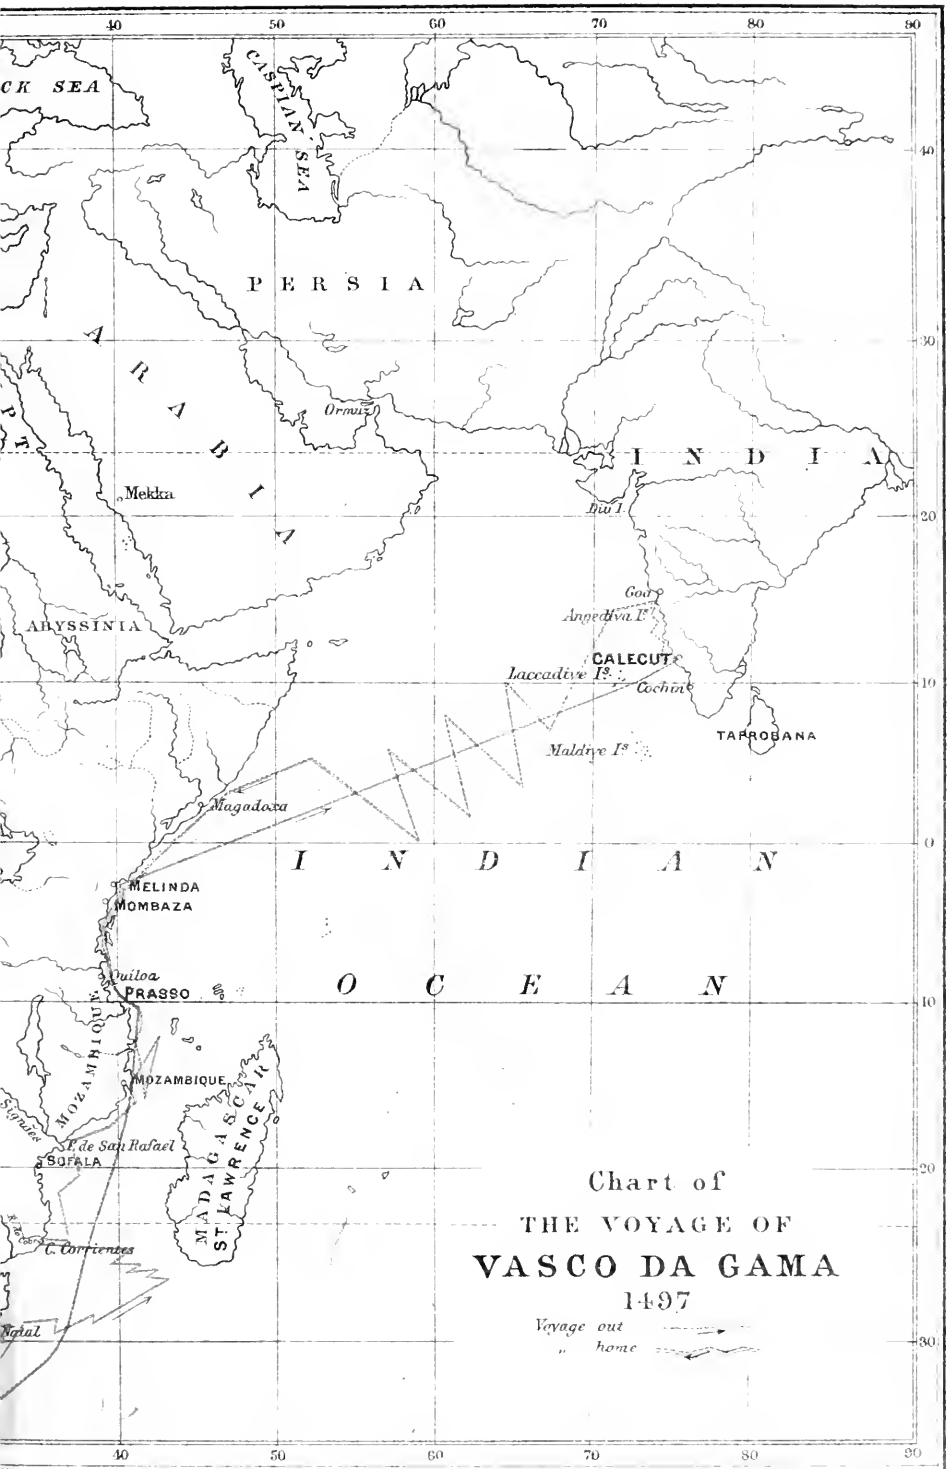 40 50 60 70 80 90
CK SEA
CASPIAN SEA
40
PERSIA
ARABIA
30
PT
Ormuz
INDIA
Mekka
Diu I.
20
Goa
Angediva Is
ABYSSINIA
CALECUT
Laccadive Is.
10
Cochin
TAPROBANA
Maldive Is
Magadoxa
0
INDIAN
MELINDA
MOMBAZA
Quiloa
PRASSO
OCEAN
10
MOZAMBIQUE
MOZAMBIQUE
MADAGASCAR
ST LAWRENCE
Signães
R. de San Rafael
SOFALA
20
Chart of
THE VOYAGE OF
VASCO DA GAMA
1497
C. Corrientes
Voyage out
" home
Natal
30
40 50 60 70 80 90